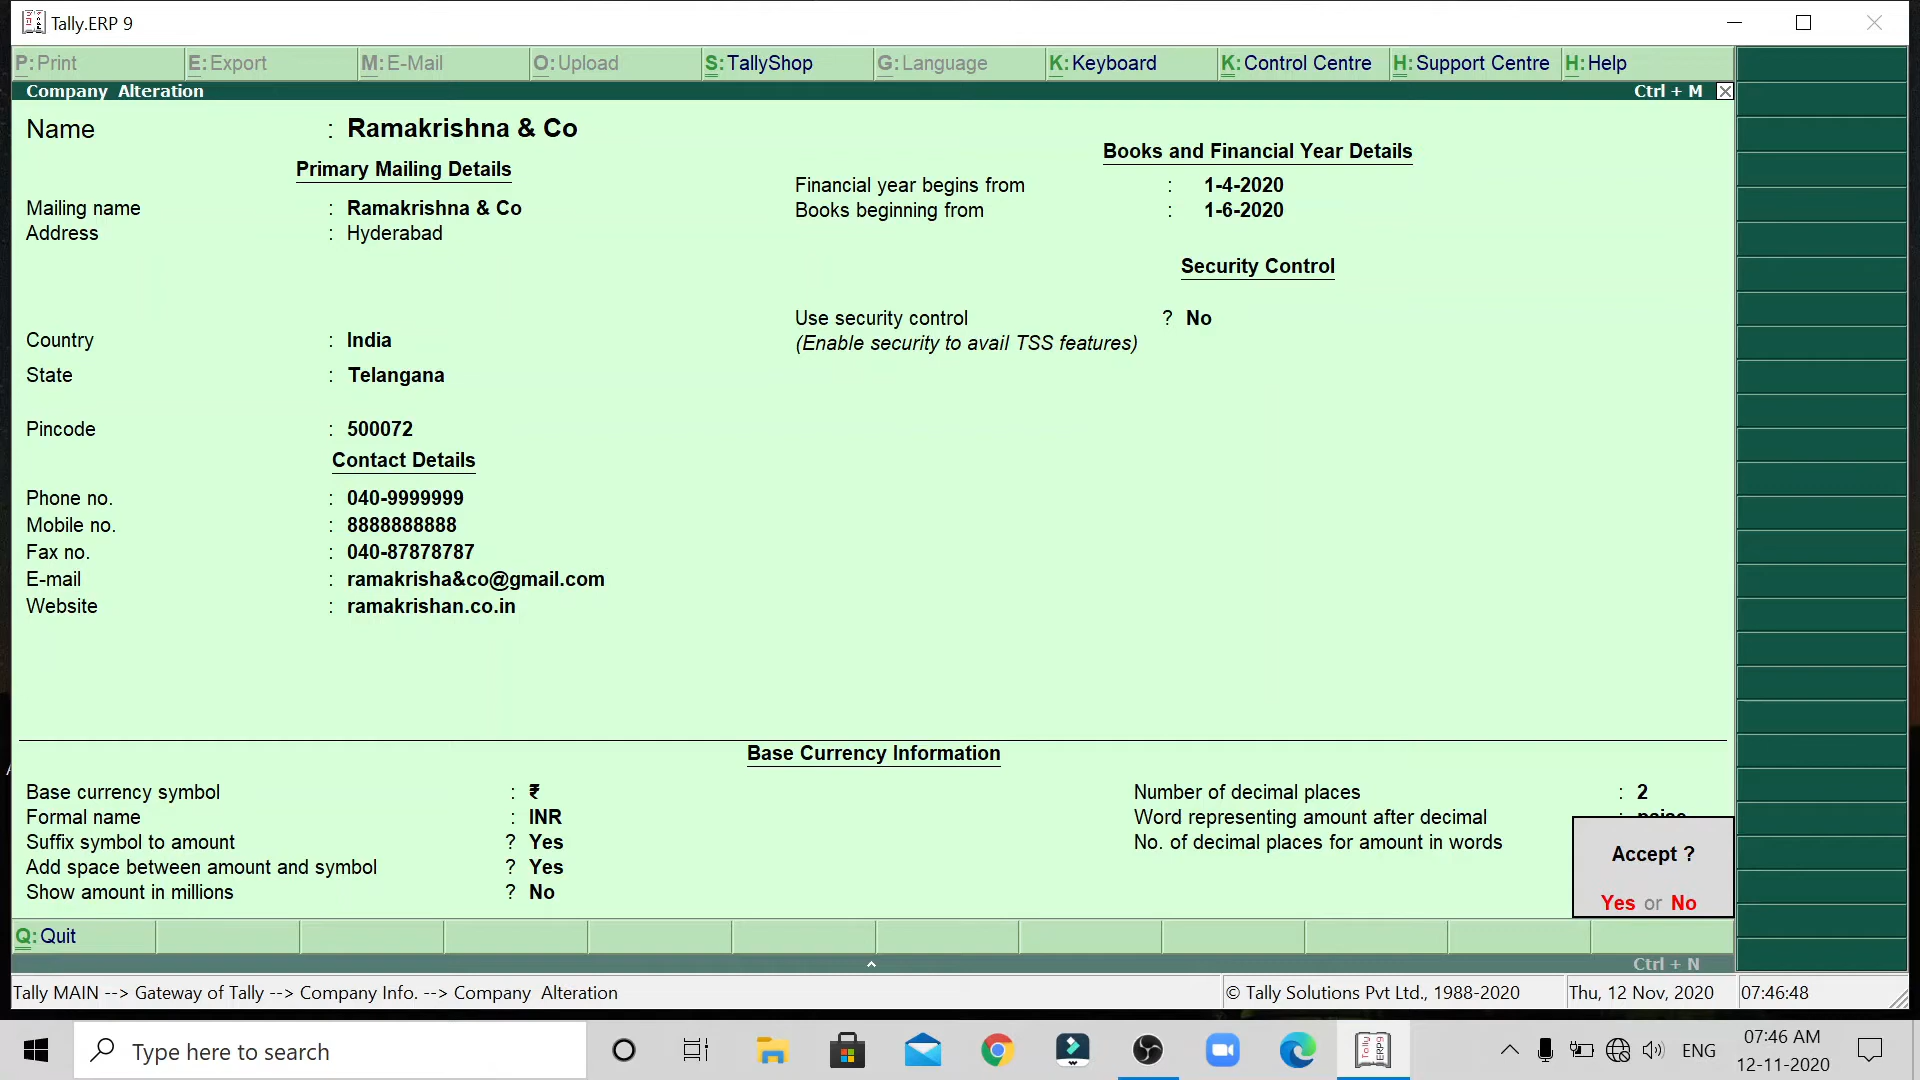 Tally.ERP 9
P: Print E: Export M: E-Mail O: Upload S: TallyShop G: Language K: Keyboard K: Control Centre H: Support Centre H: Help
Company Alteration Ctrl + M
Name : Ramakrishna & Co
Primary Mailing Details
Mailing name : Ramakrishna & Co
Address : Hyderabad
Country : India
State : Telangana
Pincode : 500072
Contact Details
Phone no. : 040-9999999
Mobile no. : 8888888888
Fax no. : 040-87878787
E-mail : ramakrisha&co@gmail.com
Website : ramakrishan.co.in
Books and Financial Year Details
Financial year begins from : 1-4-2020
Books beginning from : 1-6-2020
Security Control
Use security control ? No
(Enable security to avail TSS features)
Base Currency Information
Base currency symbol : ₹
Formal name : INR
Suffix symbol to amount ? Yes
Add space between amount and symbol ? Yes
Show amount in millions ? No
Number of decimal places : 2
Word representing amount after decimal :
No. of decimal places for amount in words
Accept ?
Yes or No
Q: Quit
Ctrl + N
Tally MAIN --> Gateway of Tally --> Company Info. --> Company Alteration © Tally Solutions Pvt Ltd., 1988-2020 Thu, 12 Nov, 2020 07:46:48
Type here to search
ENG
07:46 AM
12-11-2020